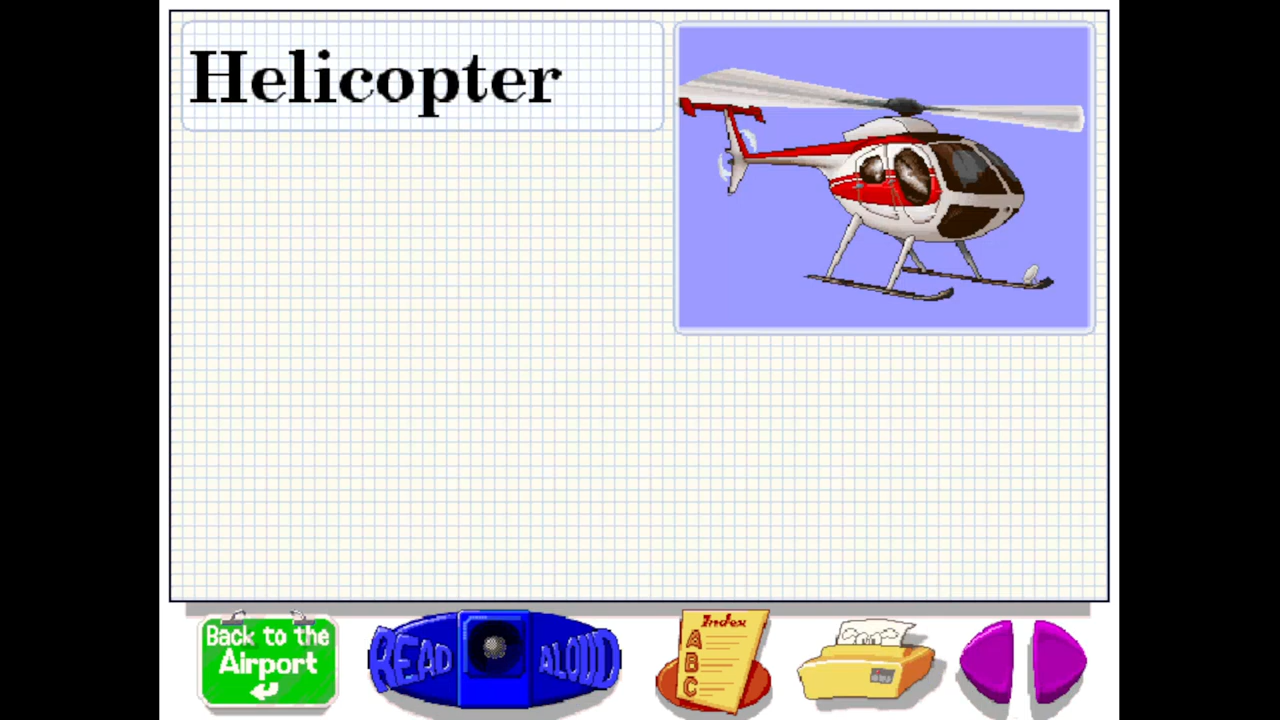 Helicopter
Back to the
Airport
READ ALOUD
Index
A
B
C